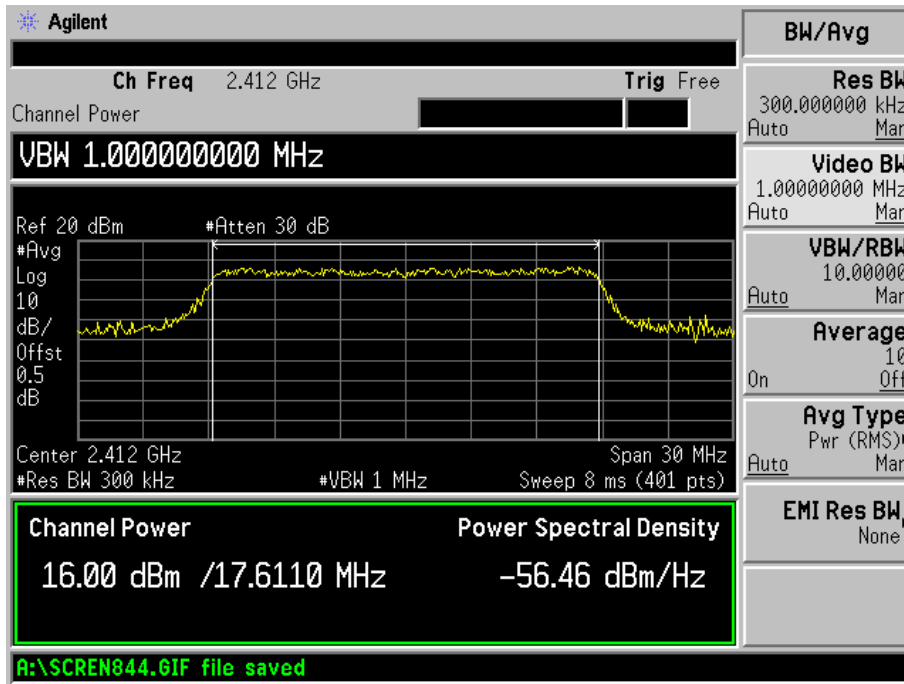 Agilent
Ch Freq 2.412 GHz Trig Free
Channel Power
VBW 1.000000000 MHz
Ref 20 dBm #Atten 30 dB
#Avg
Log
10
dB/
Offst
0.5
dB
Center 2.412 GHz Span 30 MHz
#Res BW 300 kHz #VBW 1 MHz Sweep 8 ms (401 pts)
Channel Power Power Spectral Density
16.00 dBm /17.6110 MHz -56.46 dBm/Hz
A:\SCREN844.GIF file saved
BW/Avg
Res BW
300.000000 kHz
Auto Man
Video BW
1.00000000 MHz
Auto Man
VBW/RBW
10.00000
Auto Man
Average
10
On Off
Avg Type
Pwr (RMS)
Auto Man
EMI Res BW
None